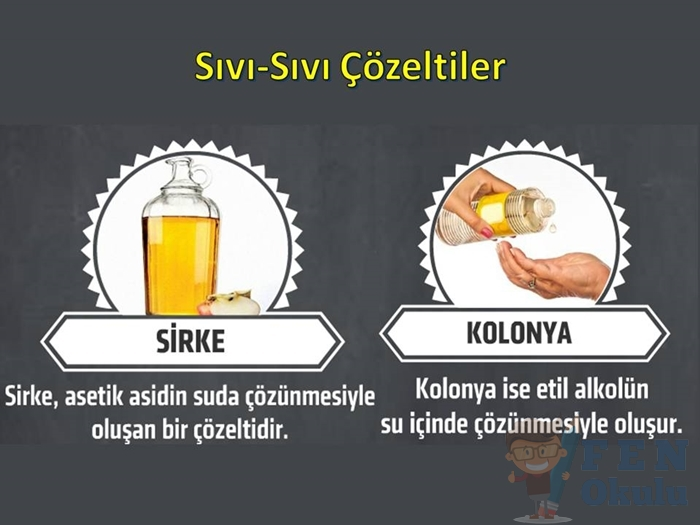 Sıvı-Sıvı Çözeltiler
SİRKE
Sirke, asetik asidin suda çözünmesiyle
oluşan bir çözeltidir.
KOLONYA
Kolonya ise etil alkolün
su içinde çözünmesiyle oluşur.
FEN
Okulu